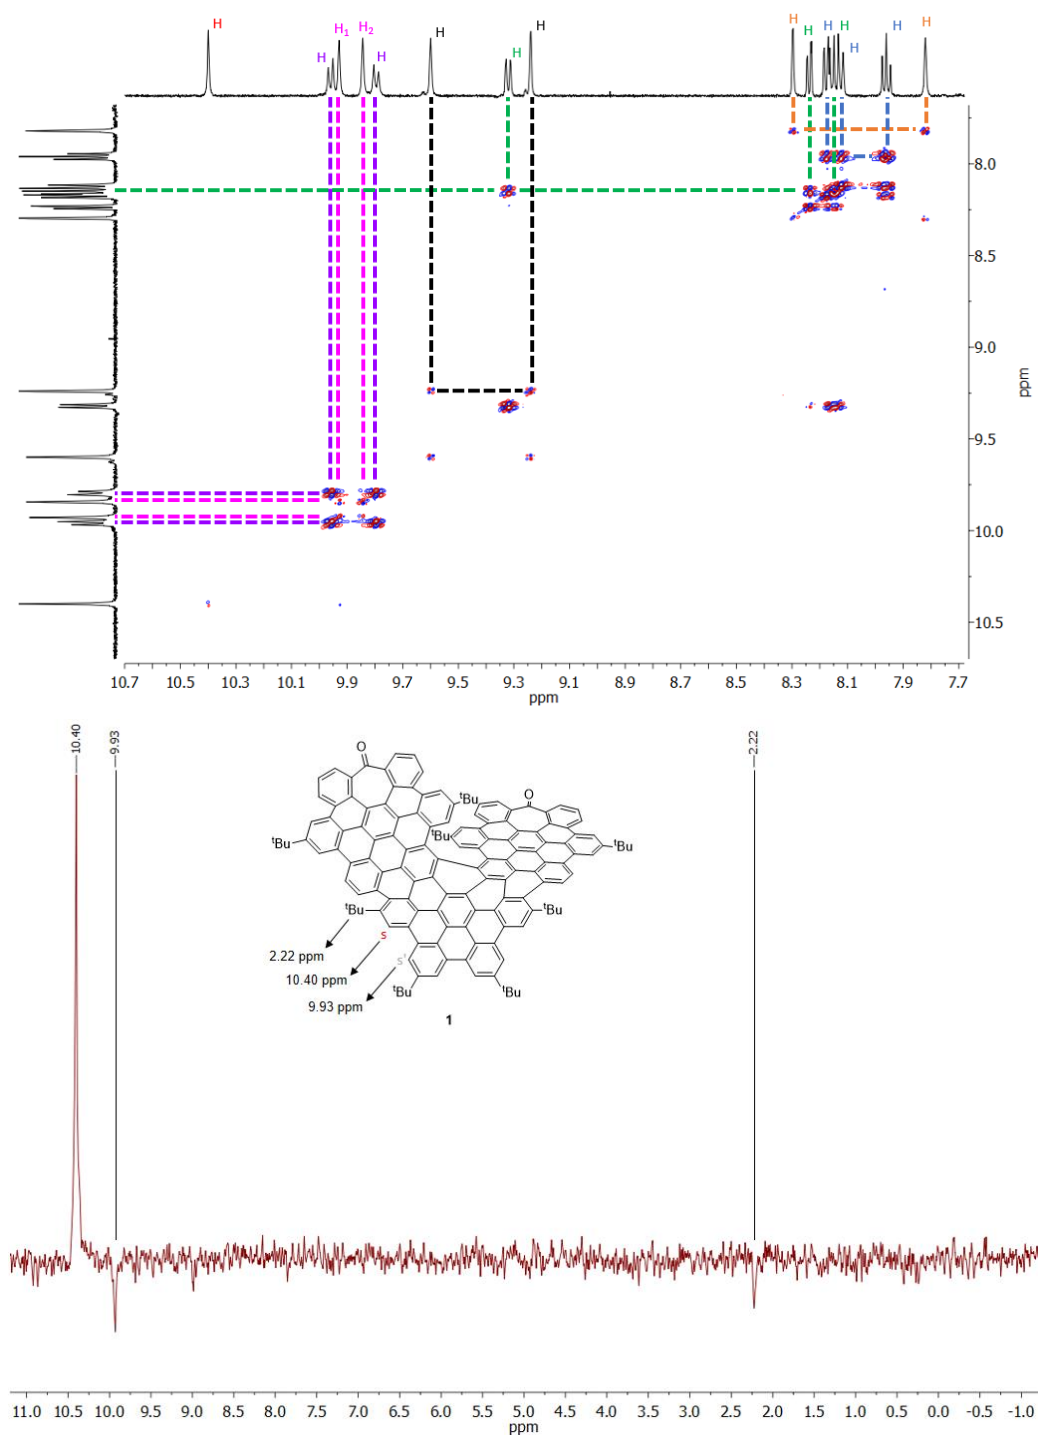 H H H₁ H₂ H H H H H H H H H H H
8.0
8.5
9.0
9.5
10.0
10.5
ppm
10.7 10.5 10.3 10.1 9.9 9.7 9.5 9.3 9.1 8.9 8.7 8.5 8.3 8.1 7.9 7.7
ppm
10.40
9.93
2.22
O
O
ᵗBu
ᵗBu
ᵗBu
ᵗBu
ᵗBu
ᵗBu
s
2.22 ppm
s'
10.40 ppm
9.93 ppm
ᵗBu
ᵗBu
1
11.0 10.5 10.0 9.5 9.0 8.5 8.0 7.5 7.0 6.5 6.0 5.5 5.0 4.5 4.0 3.5 3.0 2.5 2.0 1.5 1.0 0.5 0.0 -0.5 -1.0
ppm